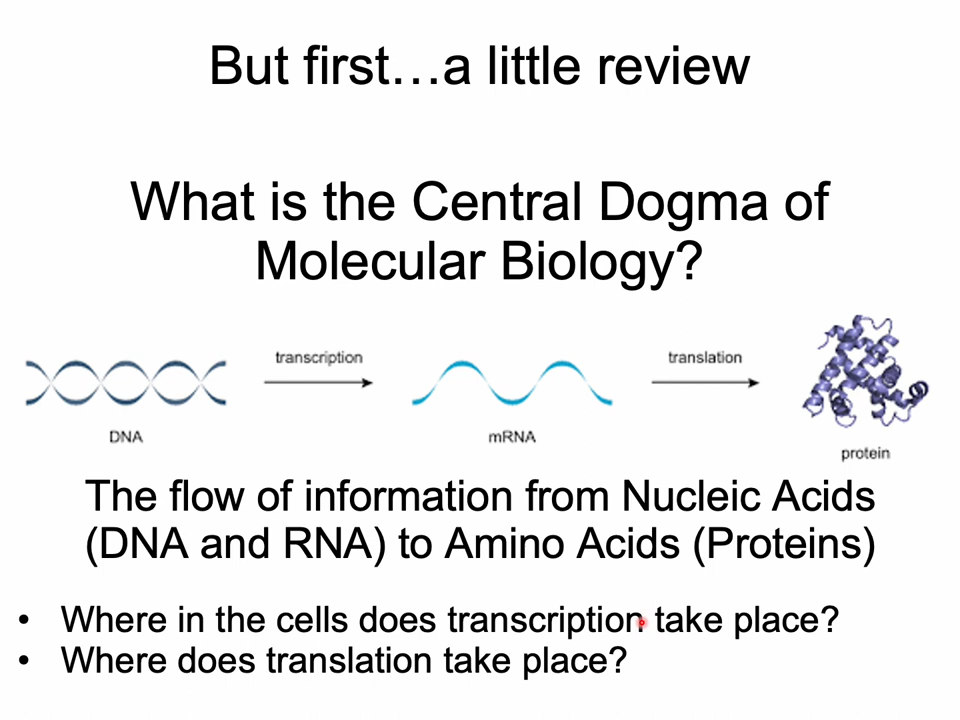 But first…a little review
What is the Central Dogma of
Molecular Biology?
transcription
translation
DNA
mRNA
protein
The flow of information from Nucleic Acids
(DNA and RNA) to Amino Acids (Proteins)
• Where in the cells does transcription take place?
• Where does translation take place?